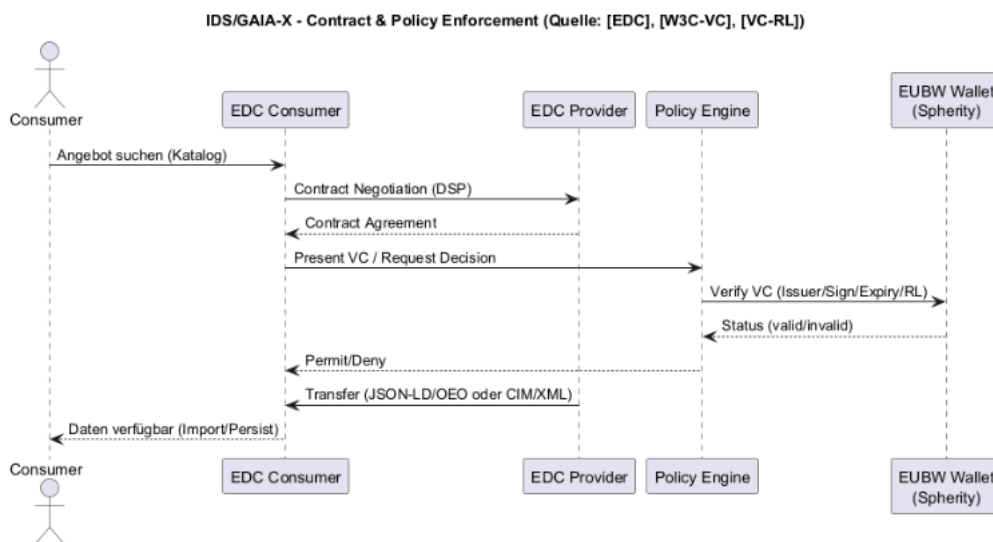 IDS/GAIA-X - Contract & Policy Enforcement (Quelle: [EDC], [W3C-VC], [VC-RL])
Consumer
EDC Consumer
EDC Provider
Policy Engine
EUBW Wallet
(Spherity)
Angebot suchen (Katalog)
Contract Negotiation (DSP)
Contract Agreement
Present VC / Request Decision
Verify VC (Issuer/Sign/Expiry/RL)
Status (valid/invalid)
Permit/Deny
Transfer (JSON-LD/OEO oder CIM/XML)
Daten verfügbar (Import/Persist)
Consumer
EDC Consumer
EDC Provider
Policy Engine
EUBW Wallet
(Spherity)